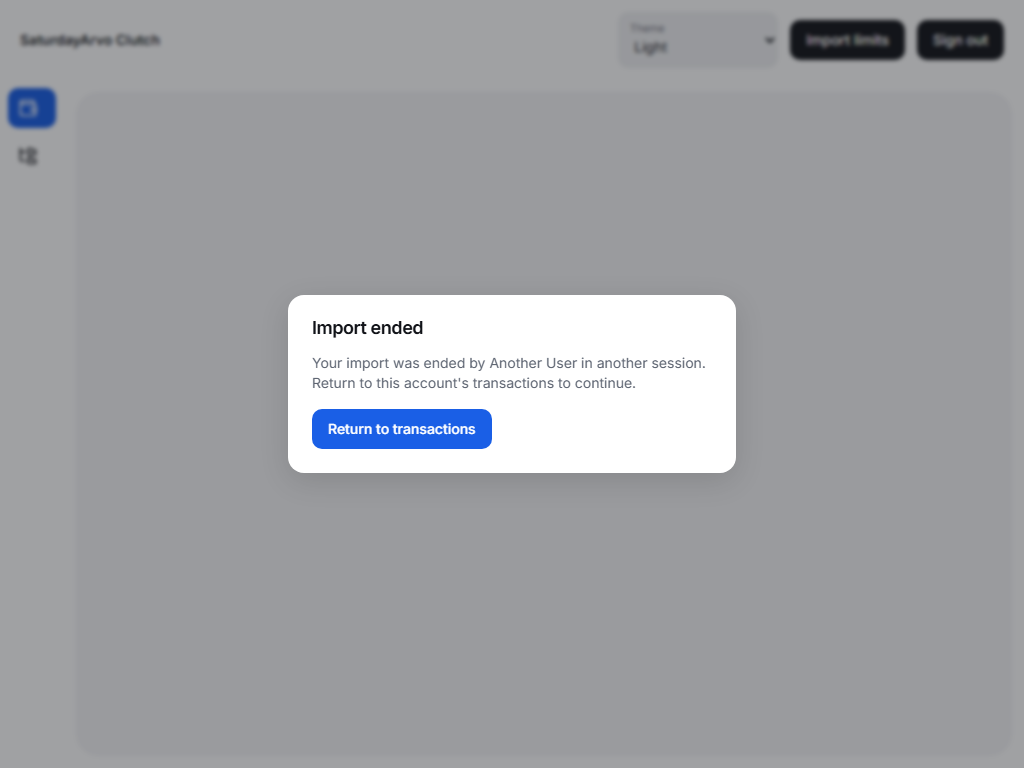 SaturdayArvo Clutch
Theme
Light
Import limits
Sign out
Import ended
Your import was ended by Another User in another session.
Return to this account's transactions to continue.
Return to transactions